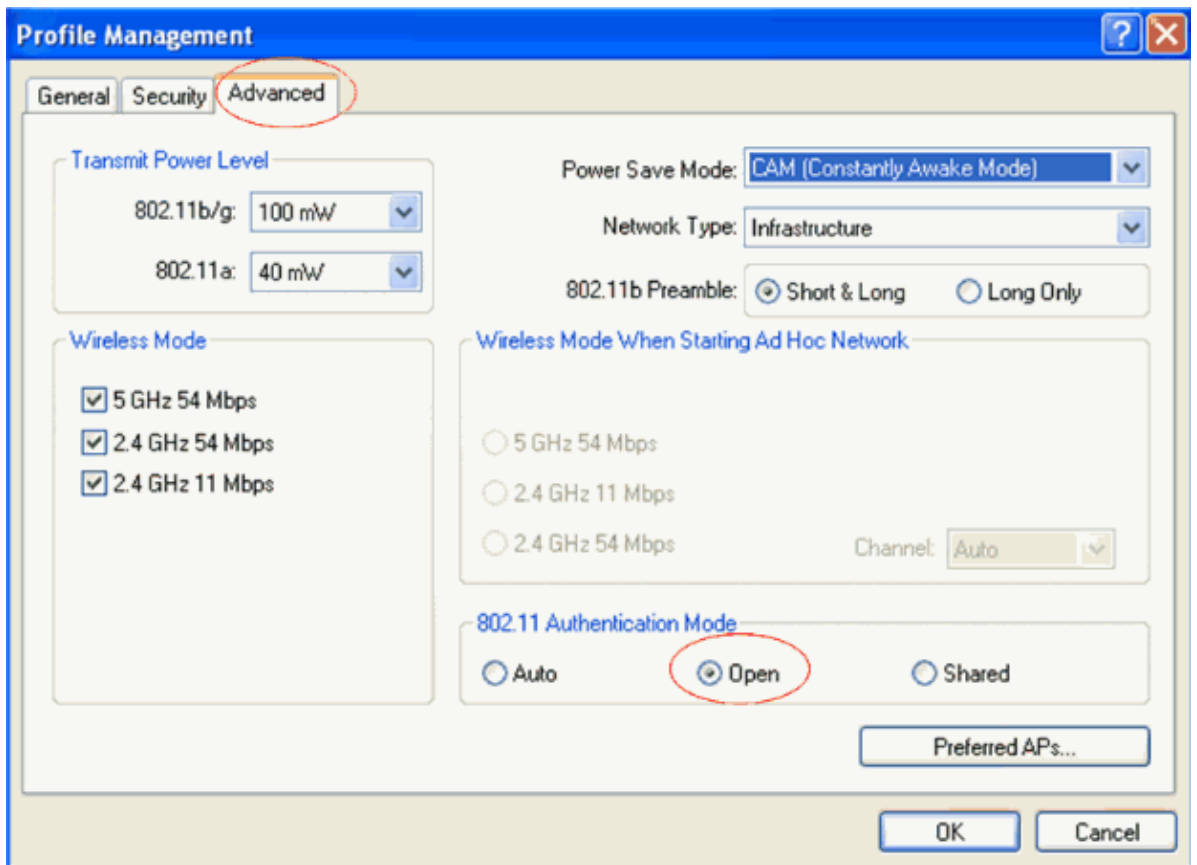 Profile Management
General Security Advanced
Transmit Power Level
802.11b/g: 100 mW
802.11a: 40 mW
Power Save Mode: CAM (Constantly Awake Mode)
Network Type: Infrastructure
802.11b Preamble: Short & Long Long Only
Wireless Mode
5 GHz 54 Mbps
2.4 GHz 54 Mbps
2.4 GHz 11 Mbps
Wireless Mode When Starting Ad Hoc Network
5 GHz 54 Mbps
2.4 GHz 11 Mbps
2.4 GHz 54 Mbps
Channel: Auto
802.11 Authentication Mode
Auto Open Shared
Preferred APs...
OK Cancel